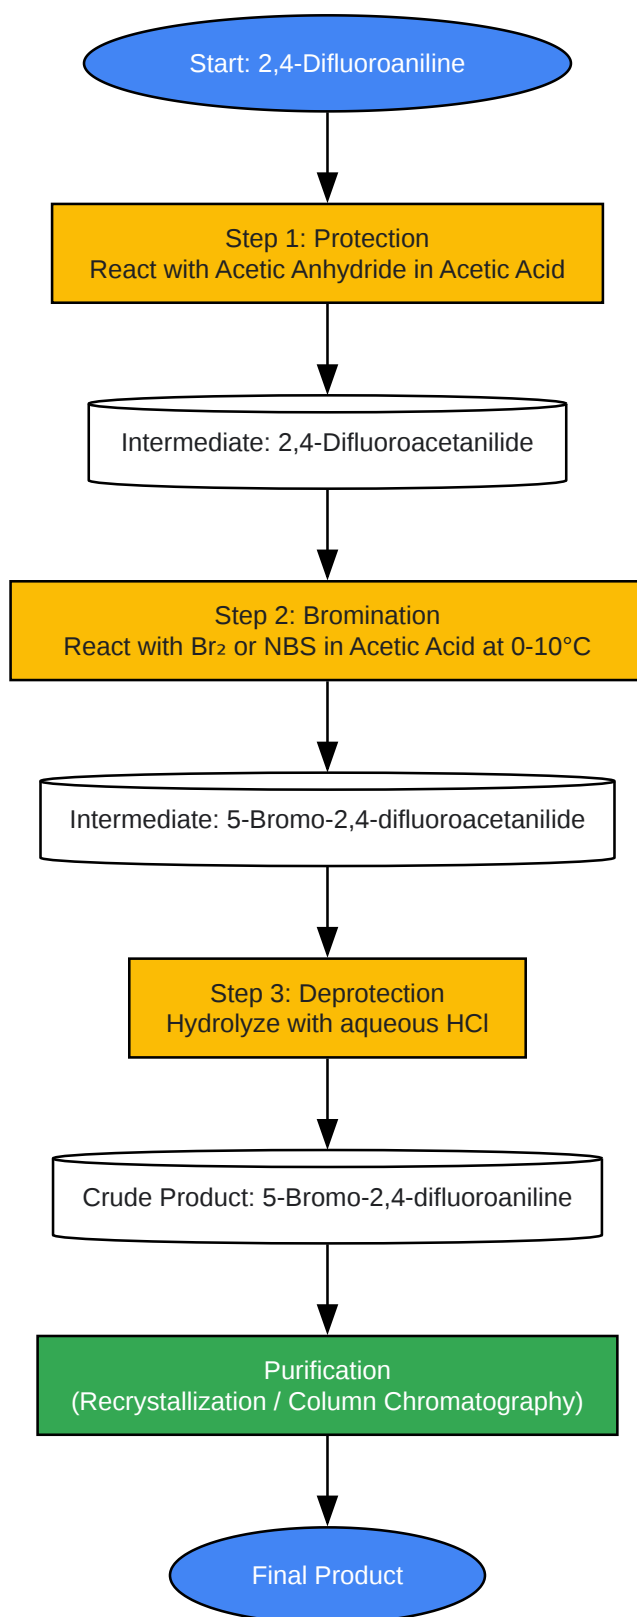 Start: 2,4-Difluoroaniline
Step 1: Protection
React with Acetic Anhydride in Acetic Acid
Intermediate: 2,4-Difluoroacetanilide
Step 2: Bromination
React with Br₂ or NBS in Acetic Acid at 0-10°C
Intermediate: 5-Bromo-2,4-difluoroacetanilide
Step 3: Deprotection
Hydrolyze with aqueous HCl
Crude Product: 5-Bromo-2,4-difluoroaniline
Purification
(Recrystallization / Column Chromatography)
Final Product